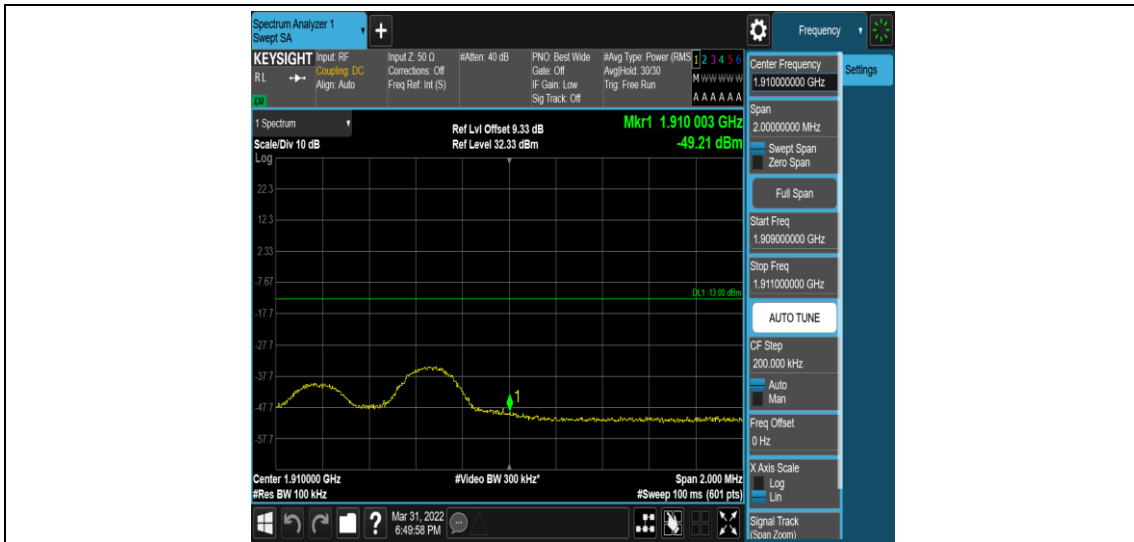 Spectrum Analyzer 1
Swept SA
+
Frequency
KEYSIGHT
RL
LXI
Input: RF
Coupling: DC
Align: Auto
Input Z: 50 Ω
Corrections: Off
Freq Ref: Int (S)
#Atten: 40 dB
PNO: Best Wide
Gate: Off
IF Gain: Low
Sig Track: Off
#Avg Type: Power (RMS
Avg|Hold: 30/30
Trig: Free Run
1 2 3 4 5 6
M W W W W W
A A A A A A
1 Spectrum
Scale/Div 10 dB
Log
Ref Lvl Offset 9.33 dB
Ref Level 32.33 dBm
Mkr1 1.910 003 GHz
-49.21 dBm
22.3
12.3
2.33
-7.67
-17.7
-27.7
-37.7
-47.7
-57.7
DL1 -13.00 dBm
1
Center 1.910000 GHz
#Res BW 100 kHz
#Video BW 300 kHz*
Span 2.000 MHz
#Sweep 100 ms (601 pts)
Center Frequency
1.910000000 GHz
Settings
Span
2.00000000 MHz
Swept Span
Zero Span
Full Span
Start Freq
1.909000000 GHz
Stop Freq
1.911000000 GHz
AUTO TUNE
CF Step
200.000 kHz
Auto
Man
Freq Offset
0 Hz
X Axis Scale
Log
Lin
Signal Track
(Span Zoom)
?
Mar 31, 2022
6:49:58 PM